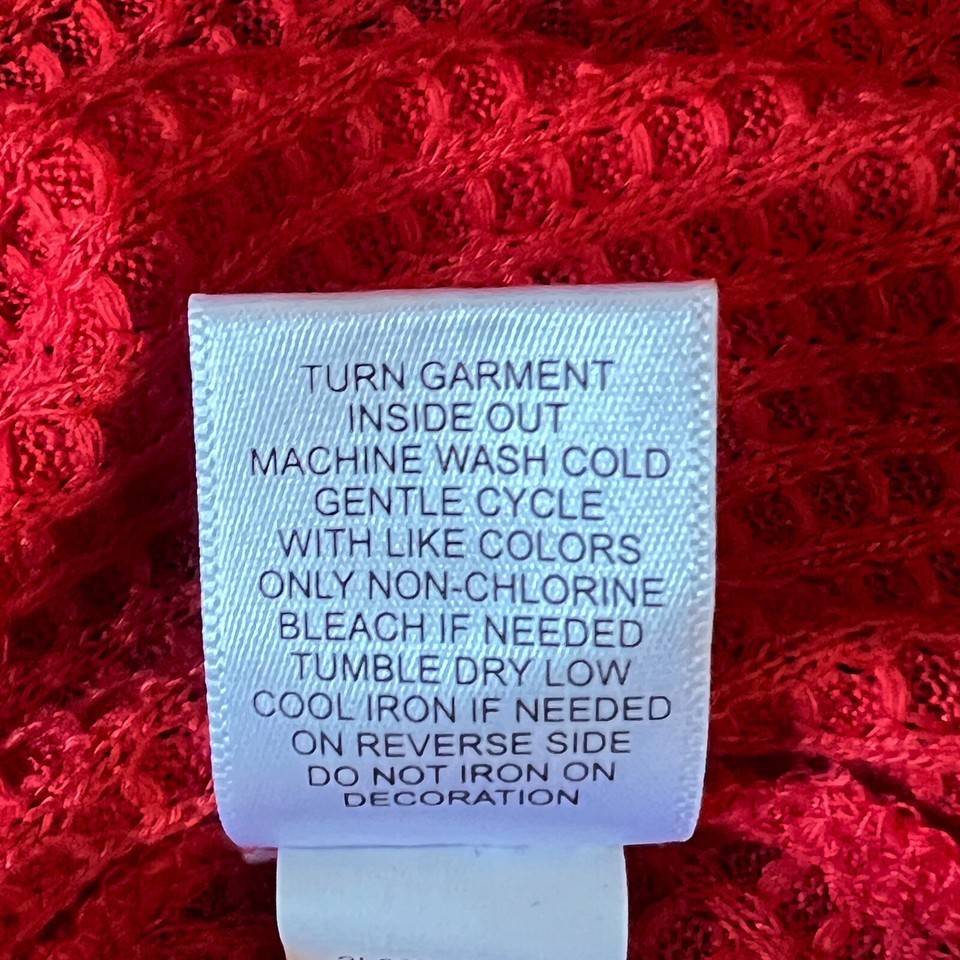 TURN GARMENT
INSIDE OUT
MACHINE WASH COLD
GENTLE CYCLE
WITH LIKE COLORS
ONLY NON-CHLORINE
BLEACH IF NEEDED
TUMBLE DRY LOW
COOL IRON IF NEEDED
ON REVERSE SIDE
DO NOT IRON ON
DECORATION